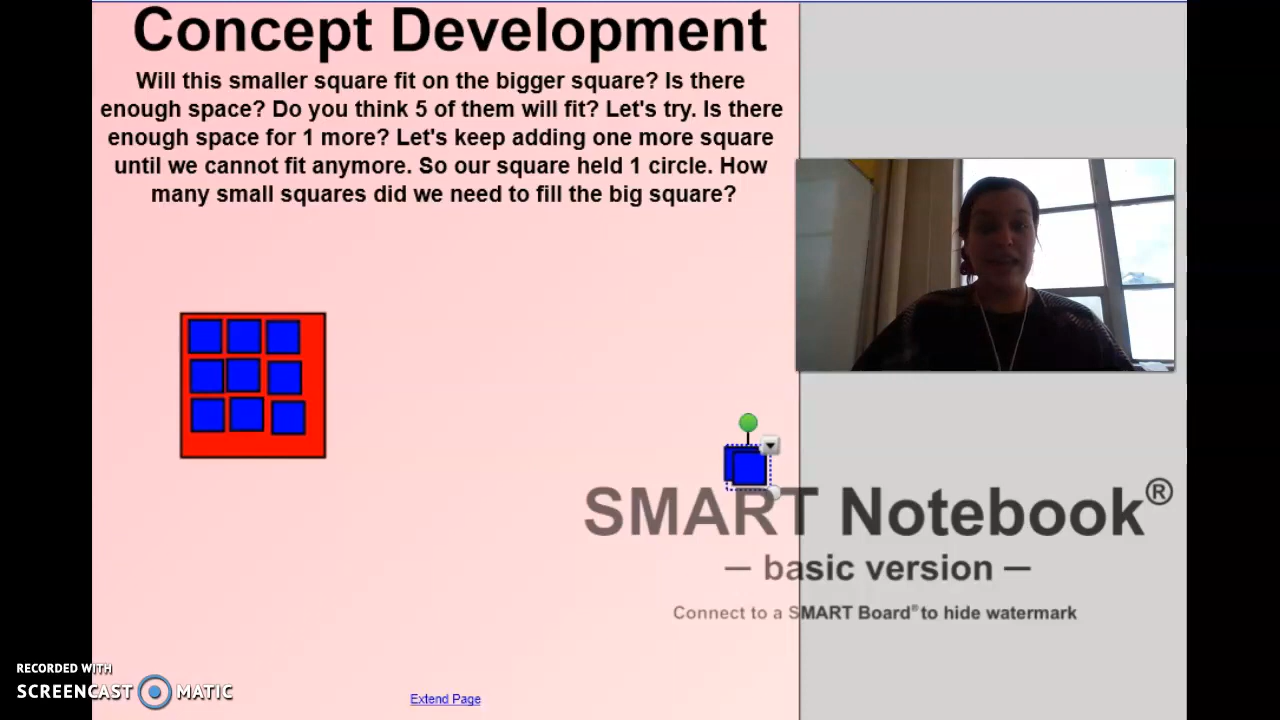 Concept Development
Will this smaller square fit on the bigger square? Is there
enough space? Do you think 5 of them will fit? Let's try. Is there
enough space for 1 more? Let's keep adding one more square
until we cannot fit anymore. So our square held 1 circle. How
many small squares did we need to fill the big square?
SMART Notebook®
— basic version —
Connect to a SMART Board® to hide watermark
RECORDED WITH
SCREENCAST MATIC
Extend Page